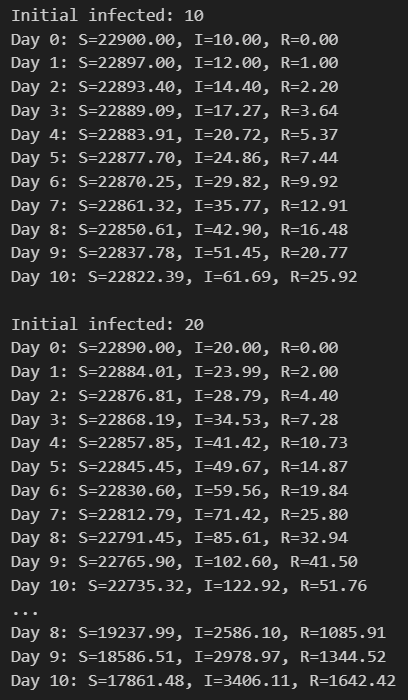 Initial infected: 10
Day 0: S=22900.00, I=10.00, R=0.00
Day 1: S=22897.00, I=12.00, R=1.00
Day 2: S=22893.40, I=14.40, R=2.20
Day 3: S=22889.09, I=17.27, R=3.64
Day 4: S=22883.91, I=20.72, R=5.37
Day 5: S=22877.70, I=24.86, R=7.44
Day 6: S=22870.25, I=29.82, R=9.92
Day 7: S=22861.32, I=35.77, R=12.91
Day 8: S=22850.61, I=42.90, R=16.48
Day 9: S=22837.78, I=51.45, R=20.77
Day 10: S=22822.39, I=61.69, R=25.92
Initial infected: 20
Day 0: S=22890.00, I=20.00, R=0.00
Day 1: S=22884.01, I=23.99, R=2.00
Day 2: S=22876.81, I=28.79, R=4.40
Day 3: S=22868.19, I=34.53, R=7.28
Day 4: S=22857.85, I=41.42, R=10.73
Day 5: S=22845.45, I=49.67, R=14.87
Day 6: S=22830.60, I=59.56, R=19.84
Day 7: S=22812.79, I=71.42, R=25.80
Day 8: S=22791.45, I=85.61, R=32.94
Day 9: S=22765.90, I=102.60, R=41.50
Day 10: S=22735.32, I=122.92, R=51.76
...
Day 8: S=19237.99, I=2586.10, R=1085.91
Day 9: S=18586.51, I=2978.97, R=1344.52
Day 10: S=17861.48, I=3406.11, R=1642.42